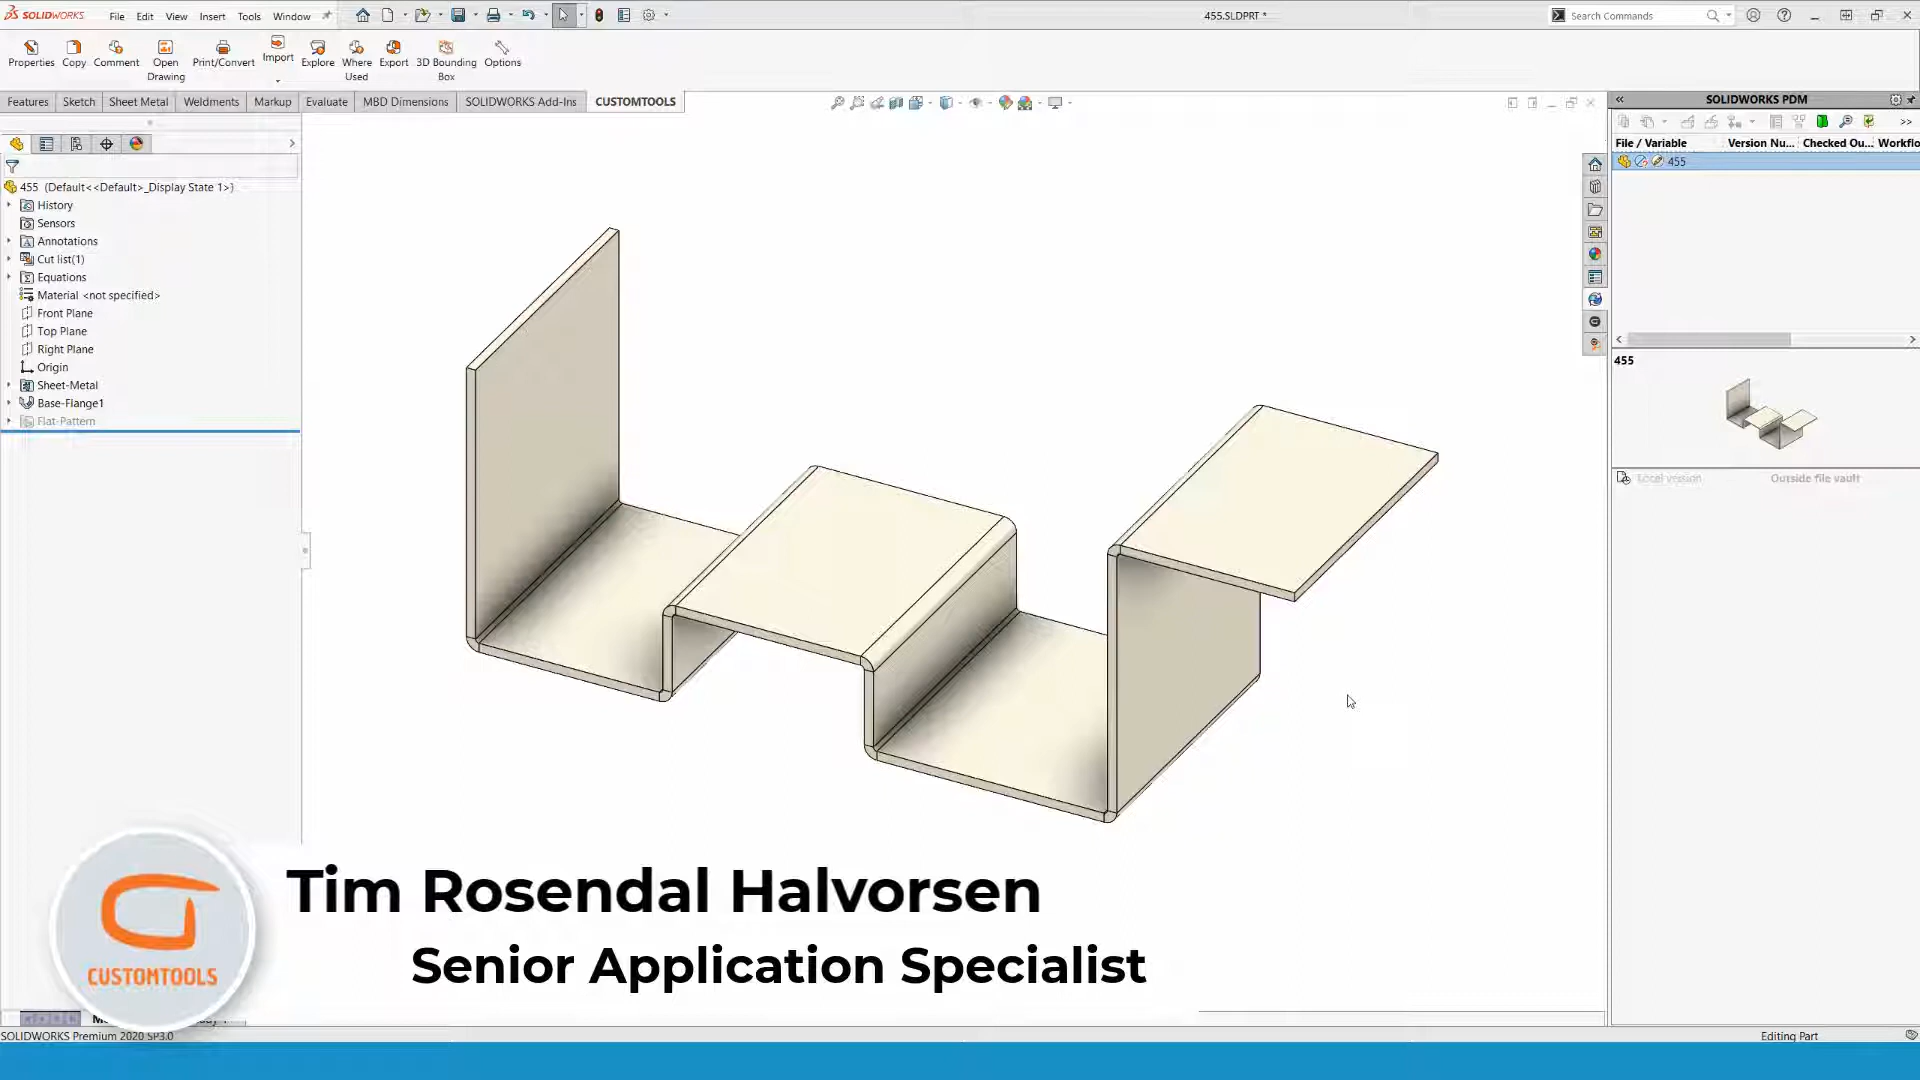 SOLIDWORKS File Edit View Insert Tools Window 455.SLDPRT * Search Commands
Properties Copy Comment Open Drawing Print/Convert Import Explore Where Used Export 3D Bounding Box Options
Features Sketch Sheet Metal Weldments Markup Evaluate MBD Dimensions SOLIDWORKS Add-Ins CUSTOMTOOLS
SOLIDWORKS PDM
File / Variable Version Nu... Checked Ou... Workflo
455
455 (Default<<Default>_Display State 1>)
History
Sensors
Annotations
Cut list(1)
Equations
Material <not specified>
Front Plane
Top Plane
Right Plane
Origin
Sheet-Metal
Base-Flange1
Flat-Pattern
455
Local version Outside file vault
Tim Rosendal Halvorsen
Senior Application Specialist
CUSTOMTOOLS
SOLIDWORKS Premium 2020 SP3.0
Editing Part